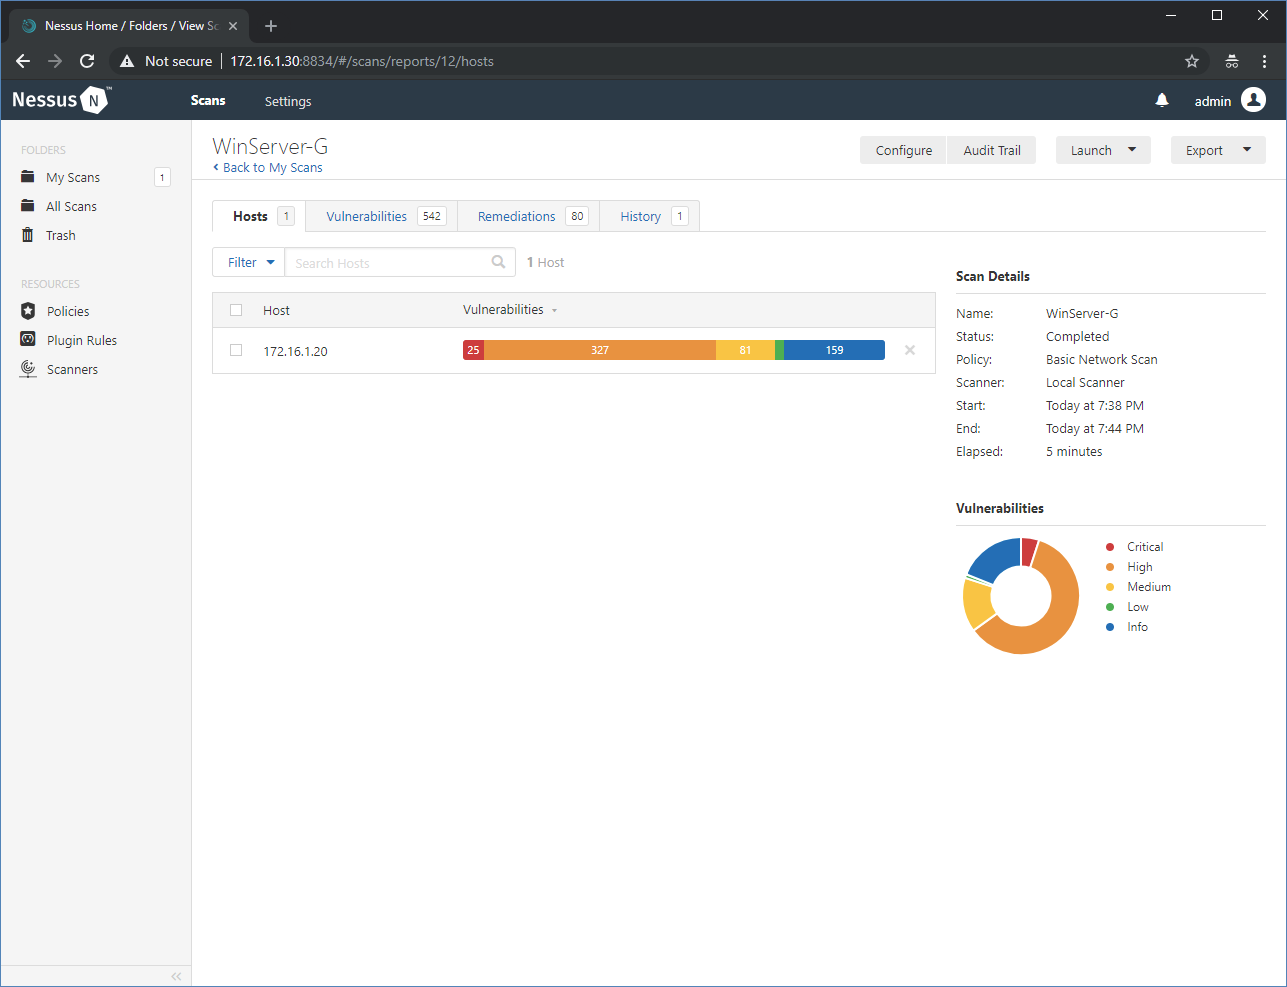 Nessus Home / Folders / View Sc
Not secure 172.16.1.30:8834/#/scans/reports/12/hosts
Nessus N ™ Scans Settings admin
FOLDERS
My Scans 1
All Scans
Trash
RESOURCES
Policies
Plugin Rules
Scanners
WinServer-G
Back to My Scans
Configure Audit Trail Launch Export
Hosts 1 Vulnerabilities 542 Remediations 80 History 1
Filter Search Hosts 1 Host
Host Vulnerabilities
172.16.1.20 25 327 81 159
Scan Details
Name: WinServer-G
Status: Completed
Policy: Basic Network Scan
Scanner: Local Scanner
Start: Today at 7:38 PM
End: Today at 7:44 PM
Elapsed: 5 minutes
Vulnerabilities
Critical
High
Medium
Low
Info